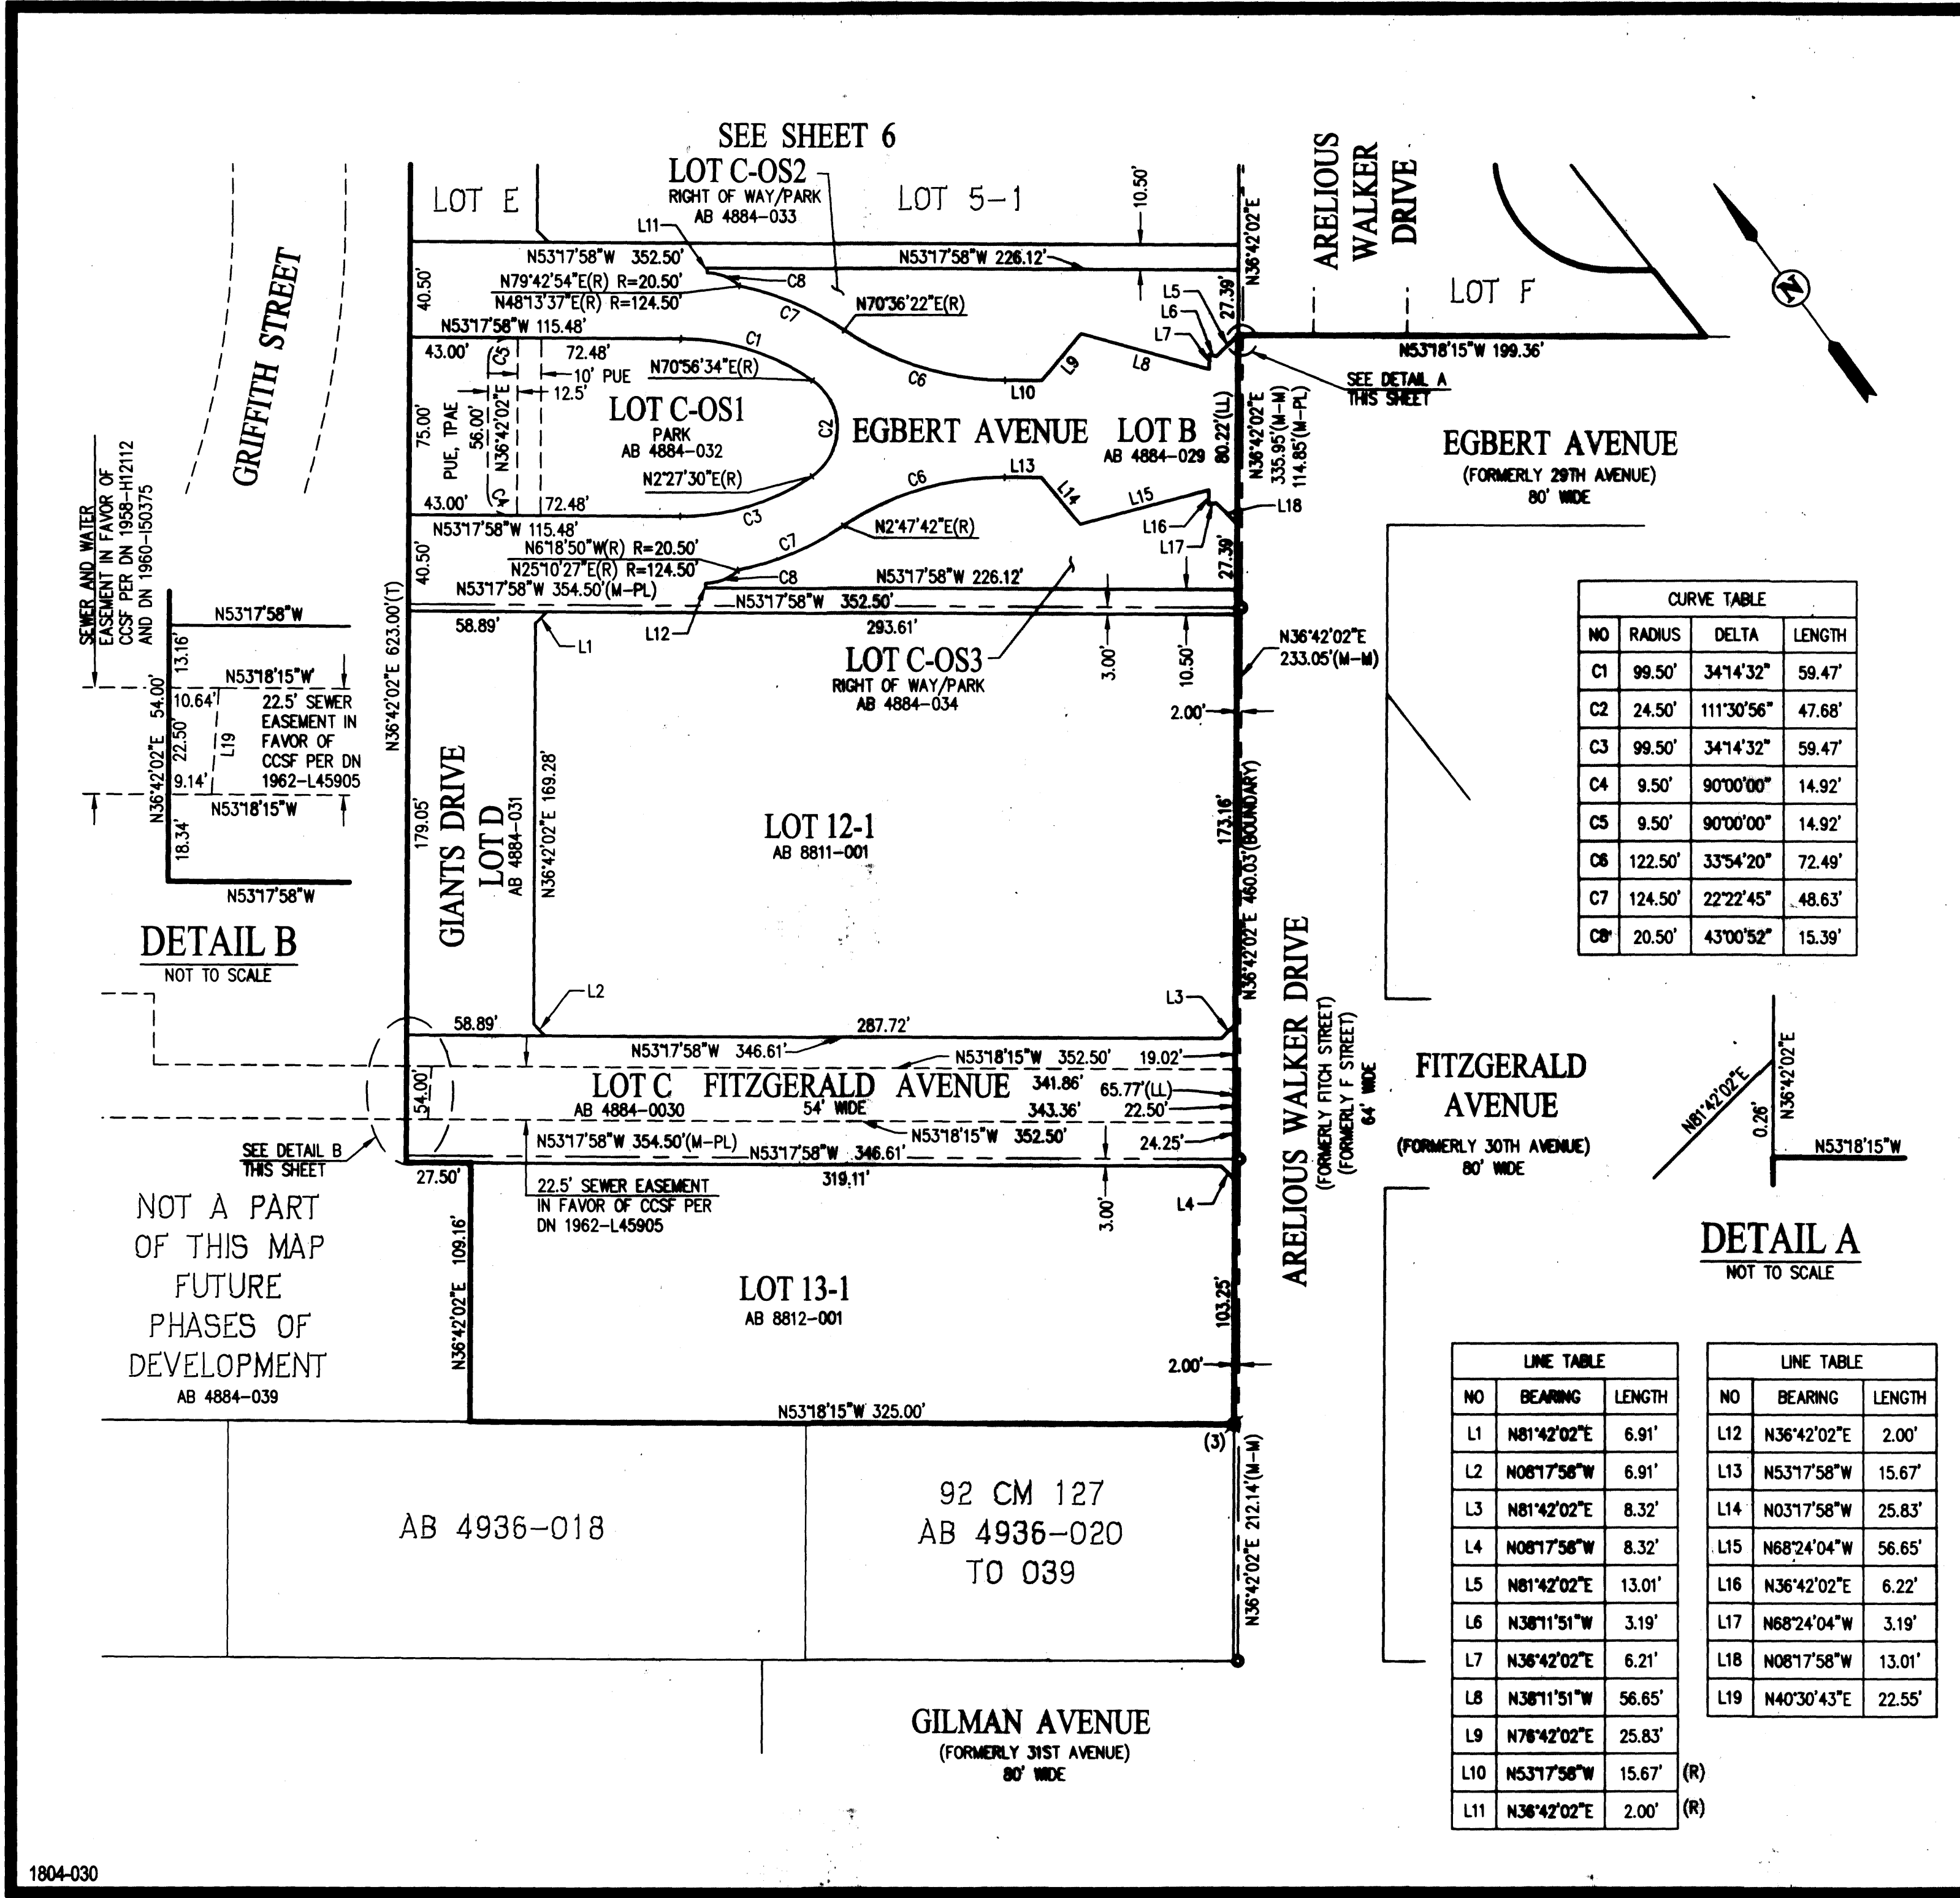 SEE SHEET 6
LOT C-OS2
RIGHT OF WAY/PARK
AB 4884-033
LOT E
LOT 5-1
10.50'
L11
N53°17'58"W 352.50'
N53°17'58"W 226.12'
N79°42'54"E(R) R=20.50'
N48°13'37"E(R) R=124.50'
C8
C7
N70°36'22"E(R)
40.50'
N53°17'58"W 115.48'
43.00'
C5
72.48'
C1
10' PUE
12.5'
N70°56'34"E(R)
75.00'
PUE, TPAE
56.00'
N36°42'02"E
LOT C-OS1
PARK
AB 4884-032
C2
N2°27'30"E(R)
43.00'
C4
72.48'
N53°17'58"W 115.48'
C3
40.50'
C6
L10
L9
L8
L5
L6
L7
27.39'
N36°42'02"E
EGBERT AVENUE LOT B
AB 4884-029
80.22'(LL)
N36°42'02"E
335.95'(M-M)
114.85'(M-PL)
L13
L14
L15
L16
L17
L18
27.39'
C6
N2°47'42"E(R)
C7
N6°18'50"W(R) R=20.50'
N25°10'27"E(R) R=124.50'
C8
N53°17'58"W 226.12'
N53°17'58"W 354.50'(M-PL)
N53°17'58"W 352.50'
58.89'
L1
L12
293.61'
LOT C-OS3
RIGHT OF WAY/PARK
AB 4884-034
3.00'
10.50'
2.00'
N36°42'02"E
233.05'(M-M)
ARELIOUS
WALKER
DRIVE
LOT F
N53°18'15"W 199.36'
SEE DETAIL A
THIS SHEET
N
EGBERT AVENUE
(FORMERLY 29TH AVENUE)
80' WIDE
GRIFFITH STREET
SEWER AND WATER
EASEMENT IN FAVOR OF
CCSF PER DN 1958-H12112
AND DN 1960-I50375
N53°17'58"W
13.16'
N53°18'15"W
N36°42'02"E 54.00'
10.64'
22.50'
L19
9.14'
22.5' SEWER
EASEMENT IN
FAVOR OF
CCSF PER DN
1962-L45905
N53°18'15"W
18.34'
N53°17'58"W
DETAIL B
NOT TO SCALE
N36°42'02"E 623.00'(T)
179.05'
GIANTS DRIVE
LOT D
AB 4884-031
N36°42'02"E 169.28'
LOT 12-1
AB 8811-001
173.16'
N36°42'02"E 460.03'(BOUNDARY)
L2
L3
58.89'
287.72'
N53°17'58"W 346.61'
N53°18'15"W 352.50'
19.02'
LOT C FITZGERALD AVENUE
AB 4884-0030
54' WIDE
341.86'
65.77'(LL)
343.36'
22.50'
54.00'
N53°18'15"W 352.50'
N53°17'58"W 354.50'(M-PL)
24.25'
N53°17'58"W 346.61'
SEE DETAIL B
THIS SHEET
27.50'
319.11'
22.5' SEWER EASEMENT
IN FAVOR OF CCSF PER
DN 1962-L45905
3.00'
L4
ARELIOUS WALKER DRIVE
(FORMERLY FITCH STREET)
(FORMERLY F STREET)
64' WIDE
FITZGERALD
AVENUE
(FORMERLY 30TH AVENUE)
80' WIDE
NOT A PART
OF THIS MAP
FUTURE
PHASES OF
DEVELOPMENT
AB 4884-039
N36°42'02"E 109.16'
LOT 13-1
AB 8812-001
103.25'
2.00'
N53°18'15"W 325.00'
(3)
AB 4936-018
92 CM 127
AB 4936-020
TO 039
N36°42'02"E 212.14'(M-M)
GILMAN AVENUE
(FORMERLY 31ST AVENUE)
80' WIDE
CURVE TABLE
NO RADIUS DELTA LENGTH
C1 99.50' 34°14'32" 59.47'
C2 24.50' 111°30'56" 47.68'
C3 99.50' 34°14'32" 59.47'
C4 9.50' 90°00'00" 14.92'
C5 9.50' 90°00'00" 14.92'
C6 122.50' 33°54'20" 72.49'
C7 124.50' 22°22'45" 48.63'
C8 20.50' 43°00'52" 15.39'
N81°42'02"E
0.26'
N36°42'02"E
N53°18'15"W
DETAIL A
NOT TO SCALE
LINE TABLE
NO BEARING LENGTH
L1 N81°42'02"E 6.91'
L2 N08°17'58"W 6.91'
L3 N81°42'02"E 8.32'
L4 N08°17'58"W 8.32'
L5 N81°42'02"E 13.01'
L6 N38°11'51"W 3.19'
L7 N36°42'02"E 6.21'
L8 N38°11'51"W 56.65'
L9 N76°42'02"E 25.83'
L10 N53°17'58"W 15.67' (R)
L11 N36°42'02"E 2.00' (R)
LINE TABLE
NO BEARING LENGTH
L12 N36°42'02"E 2.00'
L13 N53°17'58"W 15.67'
L14 N03°17'58"W 25.83'
L15 N68°24'04"W 56.65'
L16 N36°42'02"E 6.22'
L17 N68°24'04"W 3.19'
L18 N08°17'58"W 13.01'
L19 N40°30'43"E 22.55'
1804-030